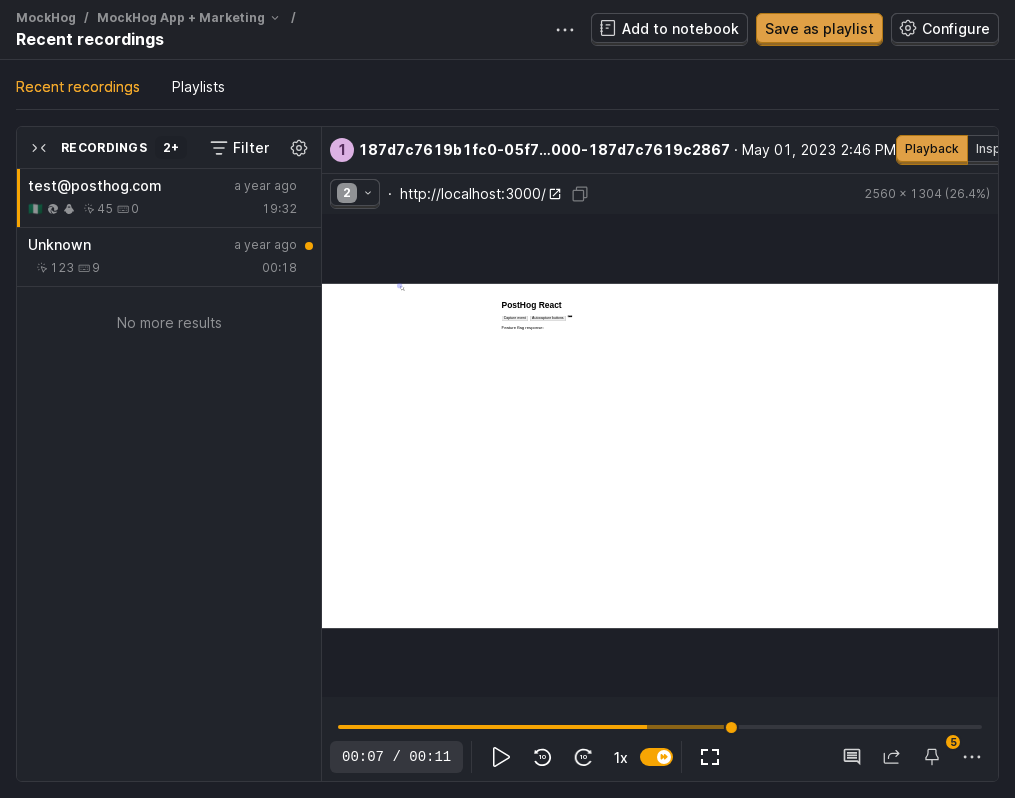 MockHog / MockHog App + Marketing /
Recent recordings
Add to notebook
Save as playlist
Configure
Recent recordings
Playlists
RECORDINGS 2+
Filter
1 187d7c7619b1fc0-05f7…000-187d7c7619c2867 · May 01, 2023 2:46 PM
Playback
Insp
test@posthog.com a year ago
45 0 19:32
2 · http://localhost:3000/
2560 × 1304 (26.4%)
Unknown a year ago
123 9 00:18
No more results
PostHog React
Capture event Autocapture buttons
Feature flag response:
00:07 / 00:11
10
10
1x
5